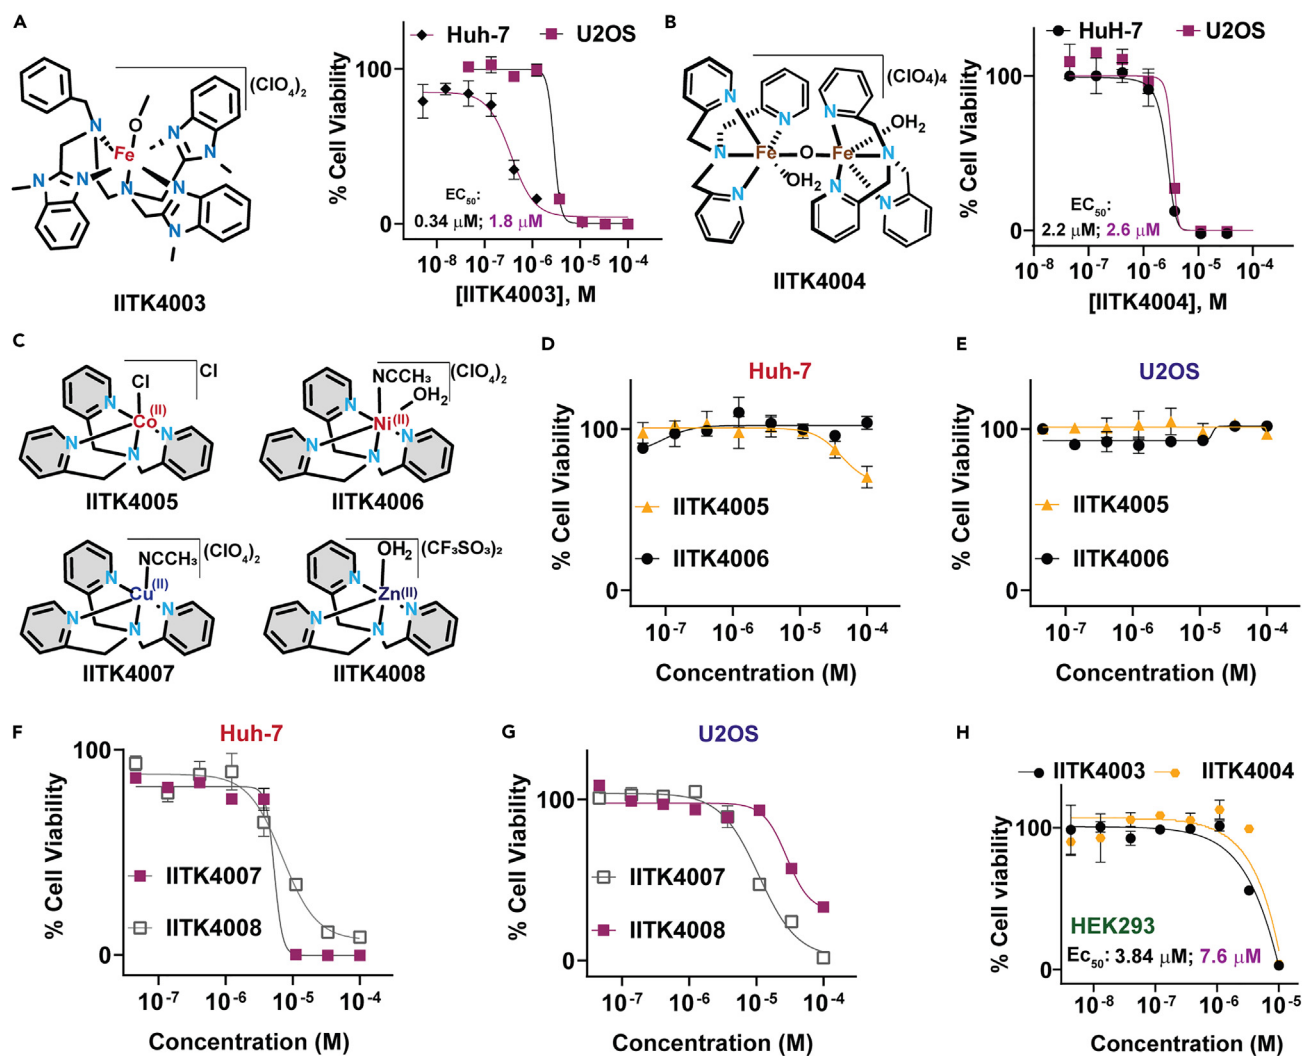 A
(ClO₄)₂
N
O
N
Fe
N
N
N
N
N
N
N
IITK4003
Huh-7 U2OS
100
0
% Cell Viability
EC₅₀:
0.34 µM; 1.8 µM
10⁻⁸ 10⁻⁷ 10⁻⁶ 10⁻⁵ 10⁻⁴
[IITK4003], M
B
(ClO₄)₄
N N N
OH₂
N Fe O Fe N
OH₂
N N N
IITK4004
HuH-7 U2OS
100
0
% Cell Viability
EC₅₀:
2.2 µM; 2.6 µM
10⁻⁸ 10⁻⁷ 10⁻⁶ 10⁻⁵ 10⁻⁴
[IITK4004], M
C
Cl
Cl
N
Co(II)
N N
N
IITK4005
NCCH₃ (ClO₄)₂
OH₂
N
Ni(II)
N N
N
IITK4006
NCCH₃ (ClO₄)₂
N
Cu(II)
N N
N
IITK4007
OH₂ (CF₃SO₃)₂
N
Zn(II)
N N
N
IITK4008
D
Huh-7
100
0
% Cell Viability
IITK4005
IITK4006
10⁻⁷ 10⁻⁶ 10⁻⁵ 10⁻⁴
Concentration (M)
E
U2OS
100
0
% Cell Viability
IITK4005
IITK4006
10⁻⁷ 10⁻⁶ 10⁻⁵ 10⁻⁴
Concentration (M)
F
Huh-7
100
0
% Cell Viability
IITK4007
IITK4008
10⁻⁷ 10⁻⁶ 10⁻⁵ 10⁻⁴
Concentration (M)
G
U2OS
100
0
% Cell Viability
IITK4007
IITK4008
10⁻⁷ 10⁻⁶ 10⁻⁵ 10⁻⁴
Concentration (M)
H
IITK4003 IITK4004
100
0
% Cell viability
HEK293
Ec₅₀: 3.84 µM; 7.6 µM
10⁻⁸ 10⁻⁷ 10⁻⁶ 10⁻⁵
Concentration (M)